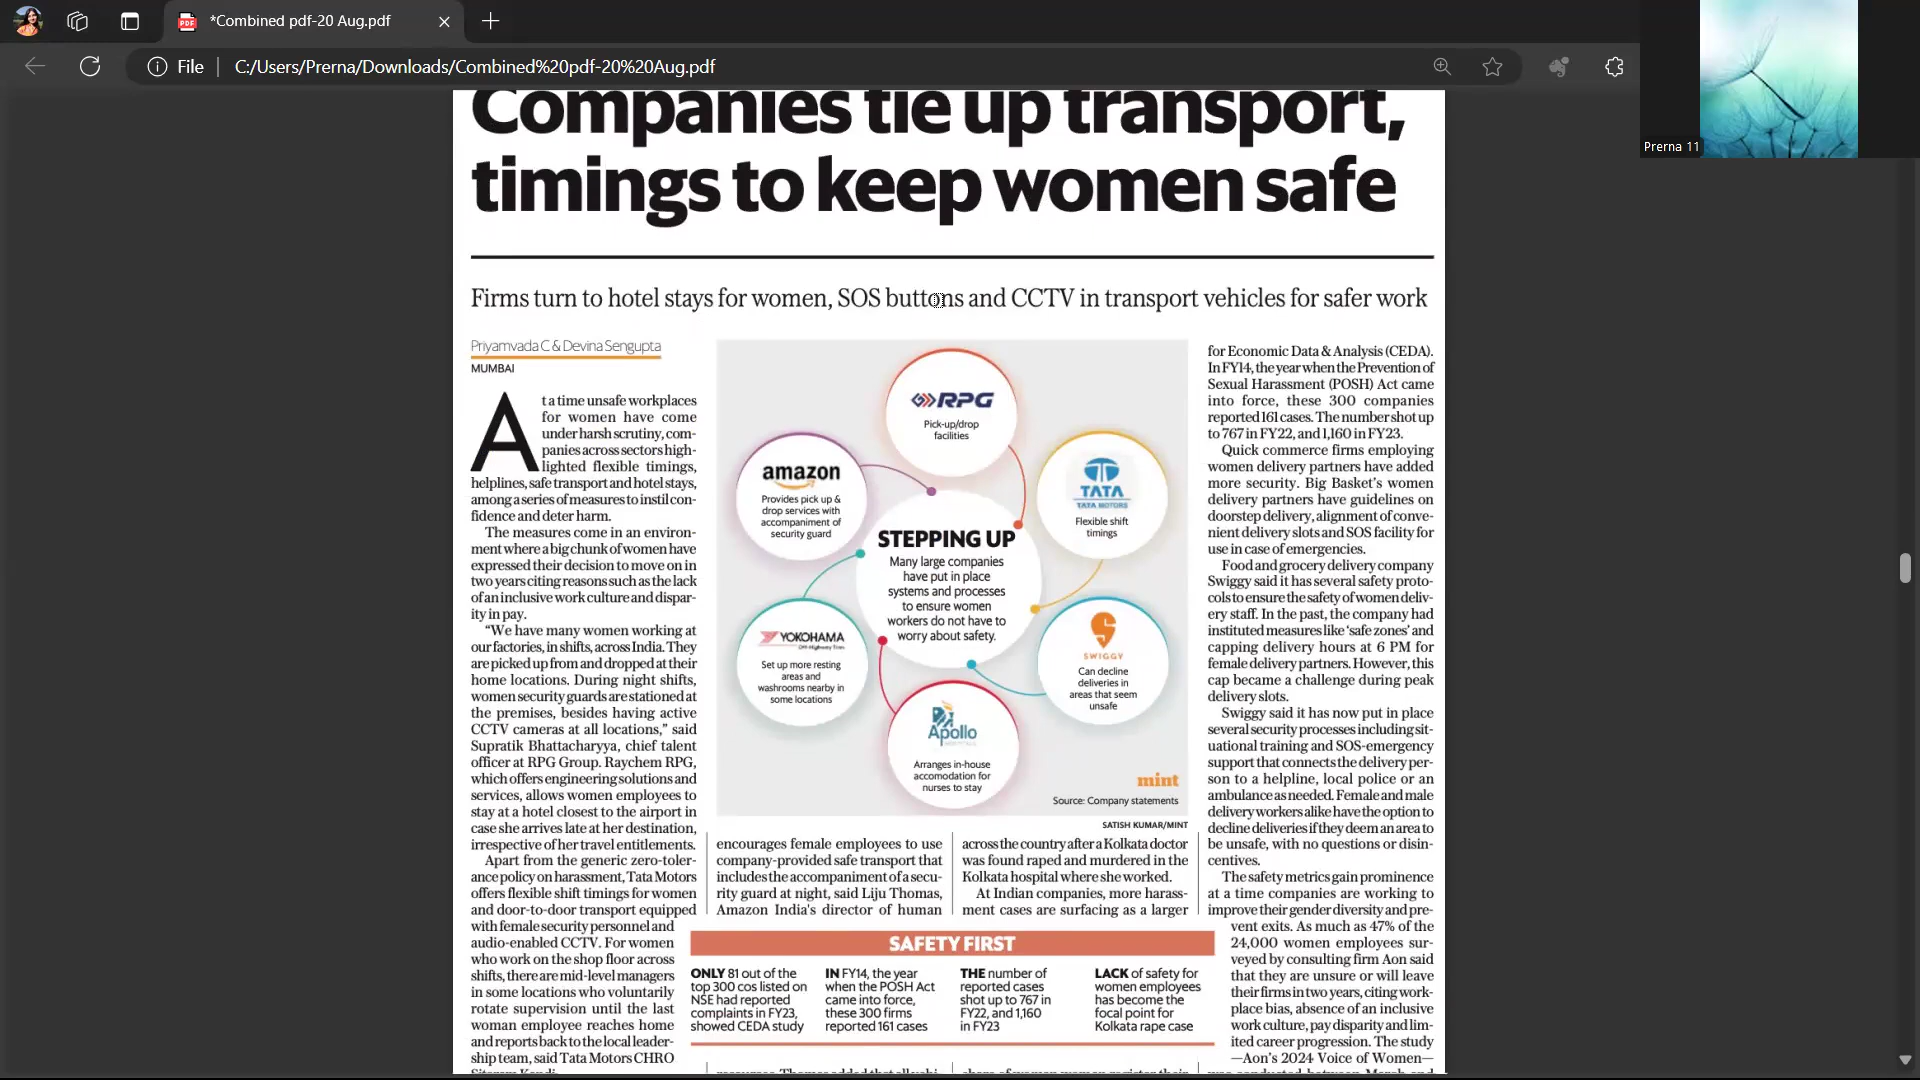 *Combined pdf-20 Aug.pdf
File
C:/Users/Prerna/Downloads/Combined%20pdf-20%20Aug.pdf
Prerna 11
Companies tie up transport,
timings to keep women safe
Firms turn to hotel stays for women, SOS buttons and CCTV in transport vehicles for safer work
Priyamvada C & Devina Sengupta
MUMBAI
At a time unsafe workplaces
for women have come
under harsh scrutiny, com-
panies across sectors high-
lighted flexible timings,
helplines, safe transport and hotel stays,
among a series of measures to instil con-
fidence and deter harm.
The measures come in an environ-
ment where a big chunk of women have
expressed their decision to move on in
two years citing reasons such as the lack
of an inclusive work culture and dispar-
ity in pay.
"We have many women working at
our factories, in shifts, across India. They
are picked up from and dropped at their
home locations. During night shifts,
women security guards are stationed at
the premises, besides having active
CCTV cameras at all locations," said
Supratik Bhattacharyya, chief talent
officer at RPG Group. Raychem RPG,
which offers engineering solutions and
services, allows women employees to
stay at a hotel closest to the airport in
case she arrives late at her destination,
irrespective of her travel entitlements.
Apart from the generic zero-toler-
ance policy on harassment, Tata Motors
offers flexible shift timings for women
and door-to-door transport equipped
with female security personnel and
audio-enabled CCTV. For women
who work on the shop floor across
shifts, there are mid-level managers
in some locations who voluntarily
rotate supervision until the last
woman employee reaches home
and reports back to the local leader-
ship team, said Tata Motors CHRO
RPG
Pick-up/drop
facilities
amazon
Provides pick up &
drop services with
accompaniment of
security guard
TATA
TATA MOTORS
Flexible shift
timings
STEPPING UP
Many large companies
have put in place
systems and processes
to ensure women
workers do not have to
worry about safety.
YOKOHAMA
Off-Highway Tires
Set up more resting
areas and
washrooms nearby in
some locations
SWIGGY
Can decline
deliveries in
areas that seem
unsafe
Apollo
Arranges in-house
accomodation for
nurses to stay
mint
Source: Company statements
SATISH KUMAR/MINT
encourages female employees to use
company-provided safe transport that
includes the accompaniment of a secu-
rity guard at night, said Liju Thomas,
Amazon India's director of human
across the country after a Kolkata doctor
was found raped and murdered in the
Kolkata hospital where she worked.
At Indian companies, more harass-
ment cases are surfacing as a larger
SAFETY FIRST
ONLY 81 out of the
top 300 cos listed on
NSE had reported
complaints in FY23,
showed CEDA study
IN FY14, the year
when the POSH Act
came into force,
these 300 firms
reported 161 cases
THE number of
reported cases
shot up to 767 in
FY22, and 1,160
in FY23
LACK of safety for
women employees
has become the
focal point for
Kolkata rape case
for Economic Data & Analysis (CEDA).
In FY14, the year when the Prevention of
Sexual Harassment (POSH) Act came
into force, these 300 companies
reported 161 cases. The number shot up
to 767 in FY22, and 1,160 in FY23.
Quick commerce firms employing
women delivery partners have added
more security. Big Basket's women
delivery partners have guidelines on
doorstep delivery, alignment of conve-
nient delivery slots and SOS facility for
use in case of emergencies.
Food and grocery delivery company
Swiggy said it has several safety proto-
cols to ensure the safety of women deliv-
ery staff. In the past, the company had
instituted measures like 'safe zones' and
capping delivery hours at 6 PM for
female delivery partners. However, this
cap became a challenge during peak
delivery slots.
Swiggy said it has now put in place
several security processes including sit-
uational training and SOS-emergency
support that connects the delivery per-
son to a helpline, local police or an
ambulance as needed. Female and male
delivery workers alike have the option to
decline deliveries if they deem an area to
be unsafe, with no questions or disin-
centives.
The safety metrics gain prominence
at a time companies are working to
improve their gender diversity and pre-
vent exits. As much as 47% of the
24,000 women employees sur-
veyed by consulting firm Aon said
that they are unsure or will leave
their firms in two years, citing work-
place bias, absence of an inclusive
work culture, pay disparity and lim-
ited career progression. The study
—Aon's 2024 Voice of Women—